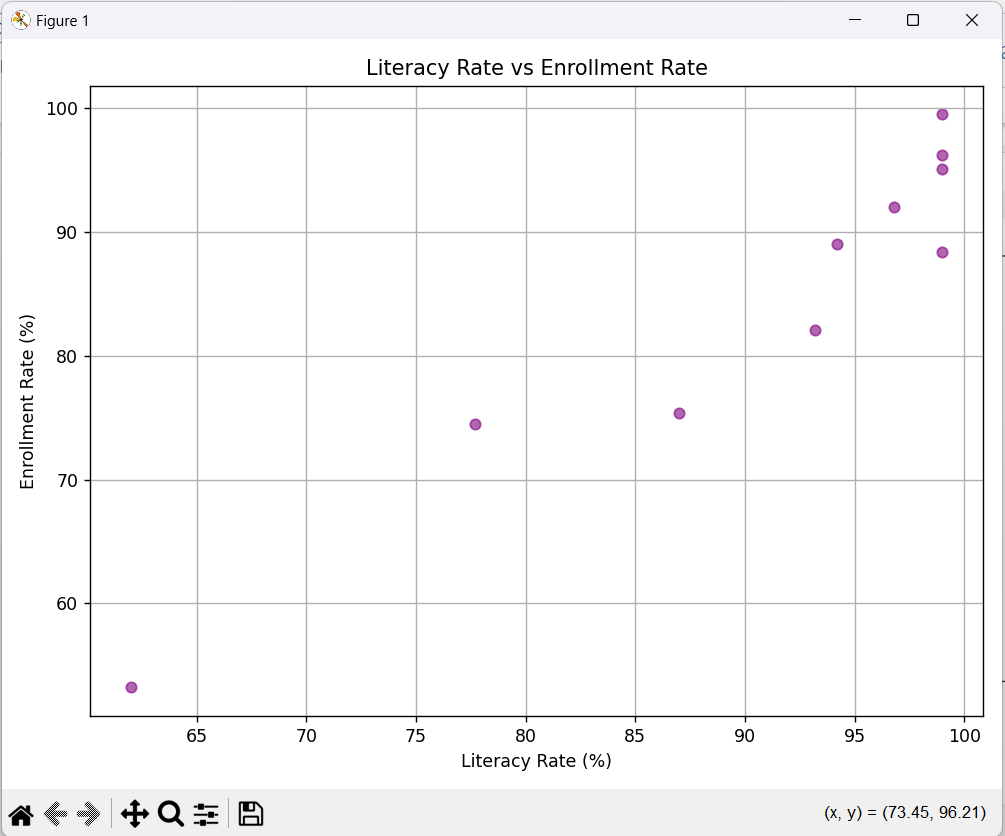 Figure 1
Literacy Rate vs Enrollment Rate
100
90
80
70
60
Enrollment Rate (%)
65 70 75 80 85 90 95 100
Literacy Rate (%)
(x, y) = (73.45, 96.21)